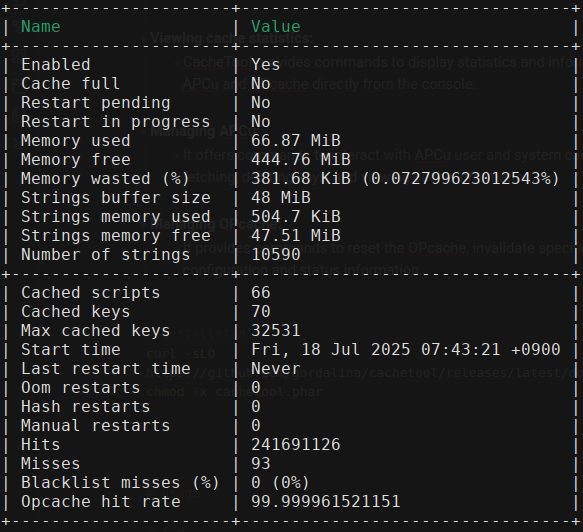 Name | Value
Enabled | Yes
Cache full | No
Restart pending | No
Restart in progress | No
Memory used | 66.87 MiB
Memory free | 444.76 MiB
Memory wasted (%) | 381.68 KiB (0.072799623012543%)
Strings buffer size | 48 MiB
Strings memory used | 504.7 KiB
Strings memory free | 47.51 MiB
Number of strings | 10590
Cached scripts | 66
Cached keys | 70
Max cached keys | 32531
Start time | Fri, 18 Jul 2025 07:43:21 +0900
Last restart time | Never
Oom restarts | 0
Hash restarts | 0
Manual restarts | 0
Hits | 241691126
Misses | 93
Blacklist misses (%) | 0 (0%)
Opcache hit rate | 99.999961521151